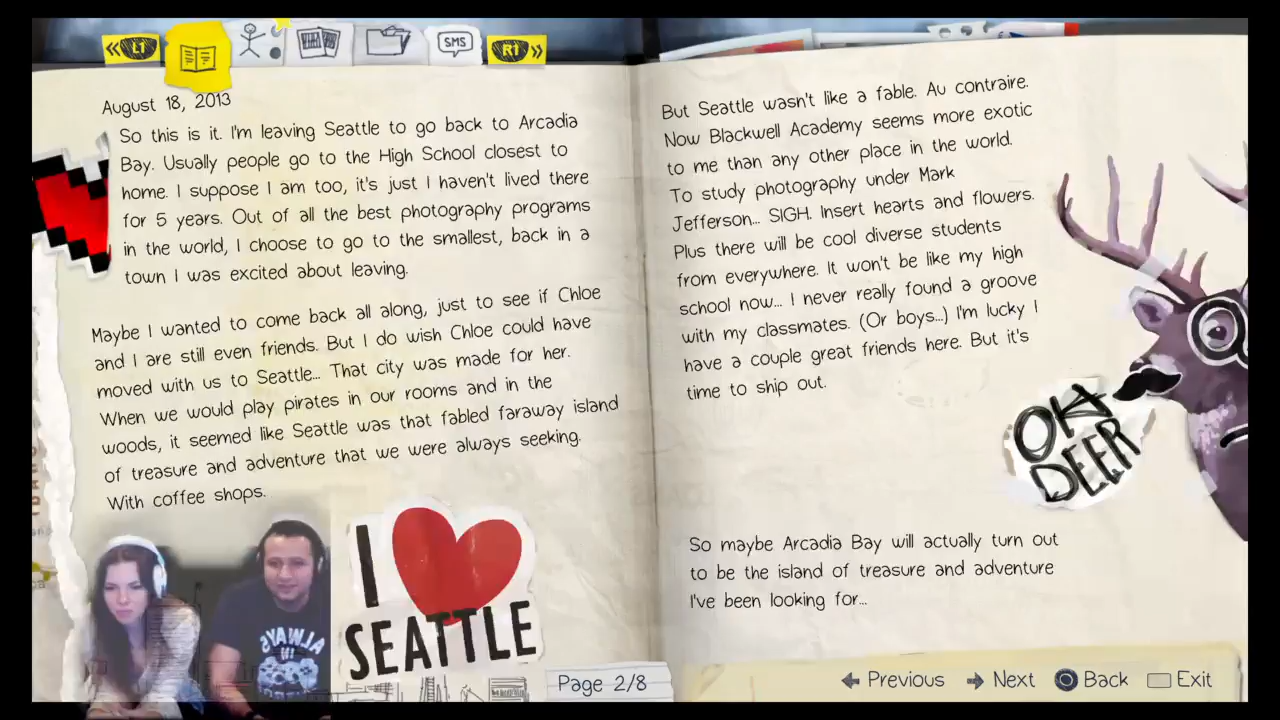 L1
SMS
R1
August 18, 2013
So this is it. I'm leaving Seattle to go back to Arcadia
Bay. Usually people go to the High School closest to
home. I suppose I am too, it's just I haven't lived there
for 5 years. Out of all the best photography programs
in the world, I choose to go to the smallest, back in a
town I was excited about leaving.
Maybe I wanted to come back all along, just to see if Chloe
and I are still even friends. But I do wish Chloe could have
moved with us to Seattle... That city was made for her.
When we would play pirates in our rooms and in the
woods, it seemed like Seattle was that fabled faraway island
of treasure and adventure that we were always seeking.
With coffee shops.
I
SEATTLE
ALWAYS
IN
Page 2/8
But Seattle wasn't like a fable. Au contraire.
Now Blackwell Academy seems more exotic
to me than any other place in the world.
To study photography under Mark
Jefferson... SIGH. Insert hearts and flowers.
Plus there will be cool diverse students
from everywhere. It won't be like my high
school now... I never really found a groove
with my classmates. (Or boys...) I'm lucky I
have a couple great friends here. But it's
time to ship out.
OH
DEER
So maybe Arcadia Bay will actually turn out
to be the island of treasure and adventure
I've been looking for...
Previous
Next
Back
Exit